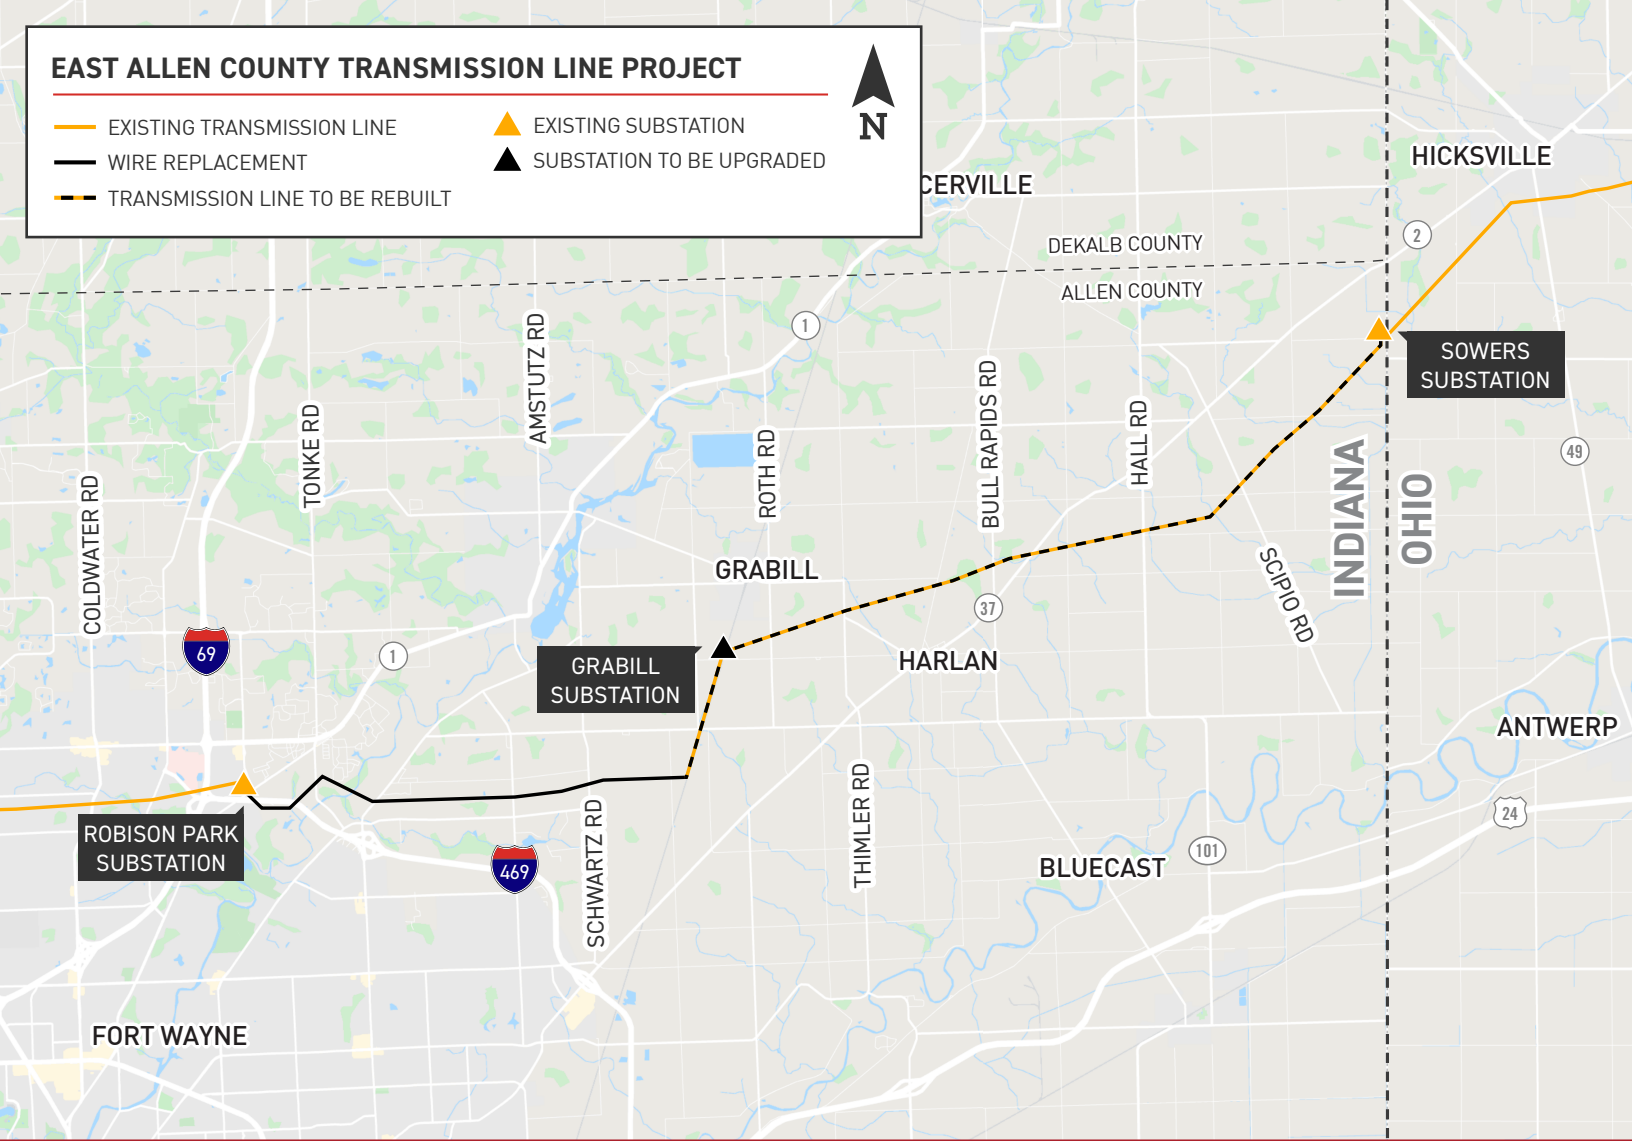 EAST ALLEN COUNTY TRANSMISSION LINE PROJECT
EXISTING TRANSMISSION LINE
WIRE REPLACEMENT
TRANSMISSION LINE TO BE REBUILT
EXISTING SUBSTATION
SUBSTATION TO BE UPGRADED
N
CERVILLE
HICKSVILLE
2
DEKALB COUNTY
ALLEN COUNTY
1
SOWERS
SUBSTATION
AMSTUTZ RD
TONKE RD
COLDWATER RD
ROTH RD
BULL RAPIDS RD
HALL RD
INDIANA
OHIO
49
SCIPIO RD
GRABILL
37
69
1
GRABILL
SUBSTATION
HARLAN
ANTWERP
ROBISON PARK
SUBSTATION
469
SCHWARTZ RD
THIMLER RD
BLUECAST
101
24
FORT WAYNE